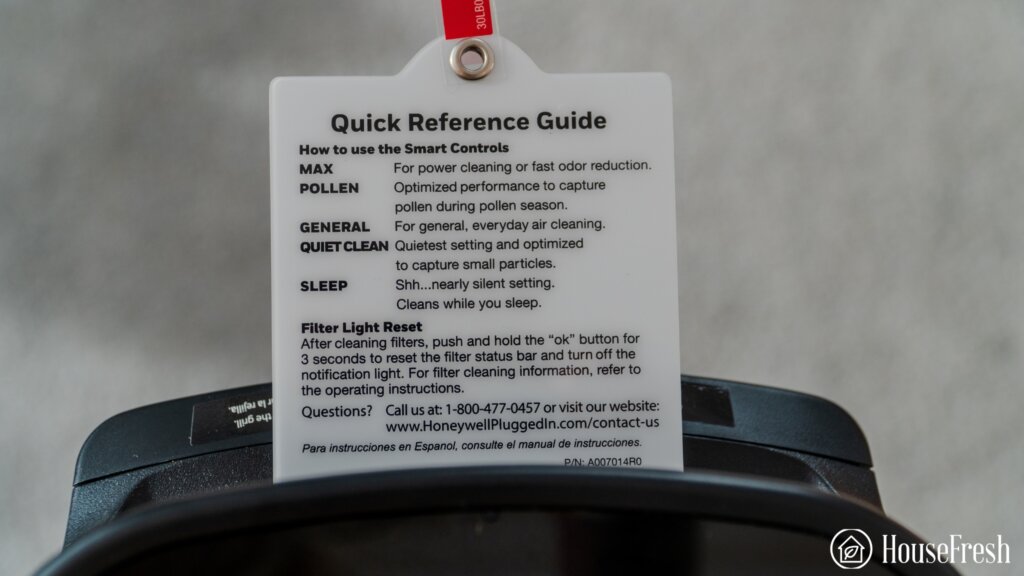 30LB0
Quick Reference Guide
How to use the Smart Controls
MAX For power cleaning or fast odor reduction.
POLLEN Optimized performance to capture
pollen during pollen season.
GENERAL For general, everyday air cleaning.
QUIET CLEAN Quietest setting and optimized
to capture small particles.
SLEEP Shh...nearly silent setting.
Cleans while you sleep.
Filter Light Reset
After cleaning filters, push and hold the “ok” button for
3 seconds to reset the filter status bar and turn off the
notification light. For filter cleaning information, refer to
the operating instructions.
Questions? Call us at: 1-800-477-0457 or visit our website:
www.HoneywellPluggedIn.com/contact-us
Para instrucciones en Espanol, consulte el manual de instrucciones.
P/N: A007014R0
the grill.
r la rejilla.
HouseFresh